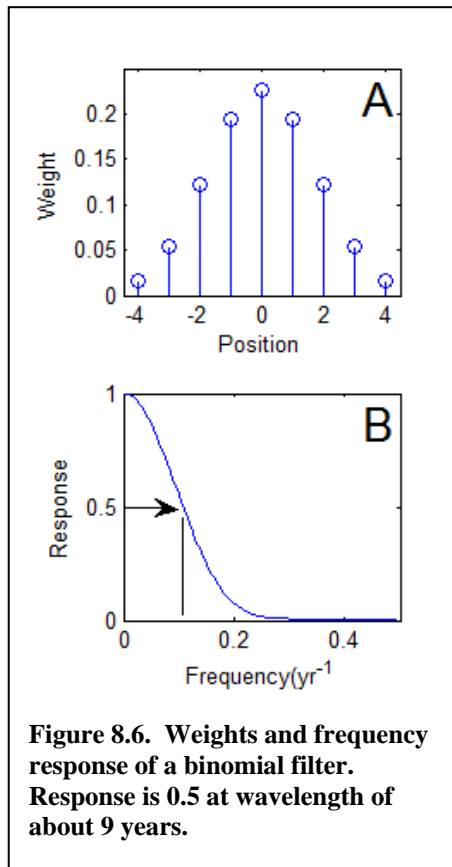 A
0.2
0.15
0.1
0.05
0
Weight
-4 -2 0 2 4
Position
B
1
0.5
0
Response
0 0.2 0.4
Frequency(yr-1
Figure 8.6. Weights and frequency
response of a binomial filter.
Response is 0.5 at wavelength of
about 9 years.